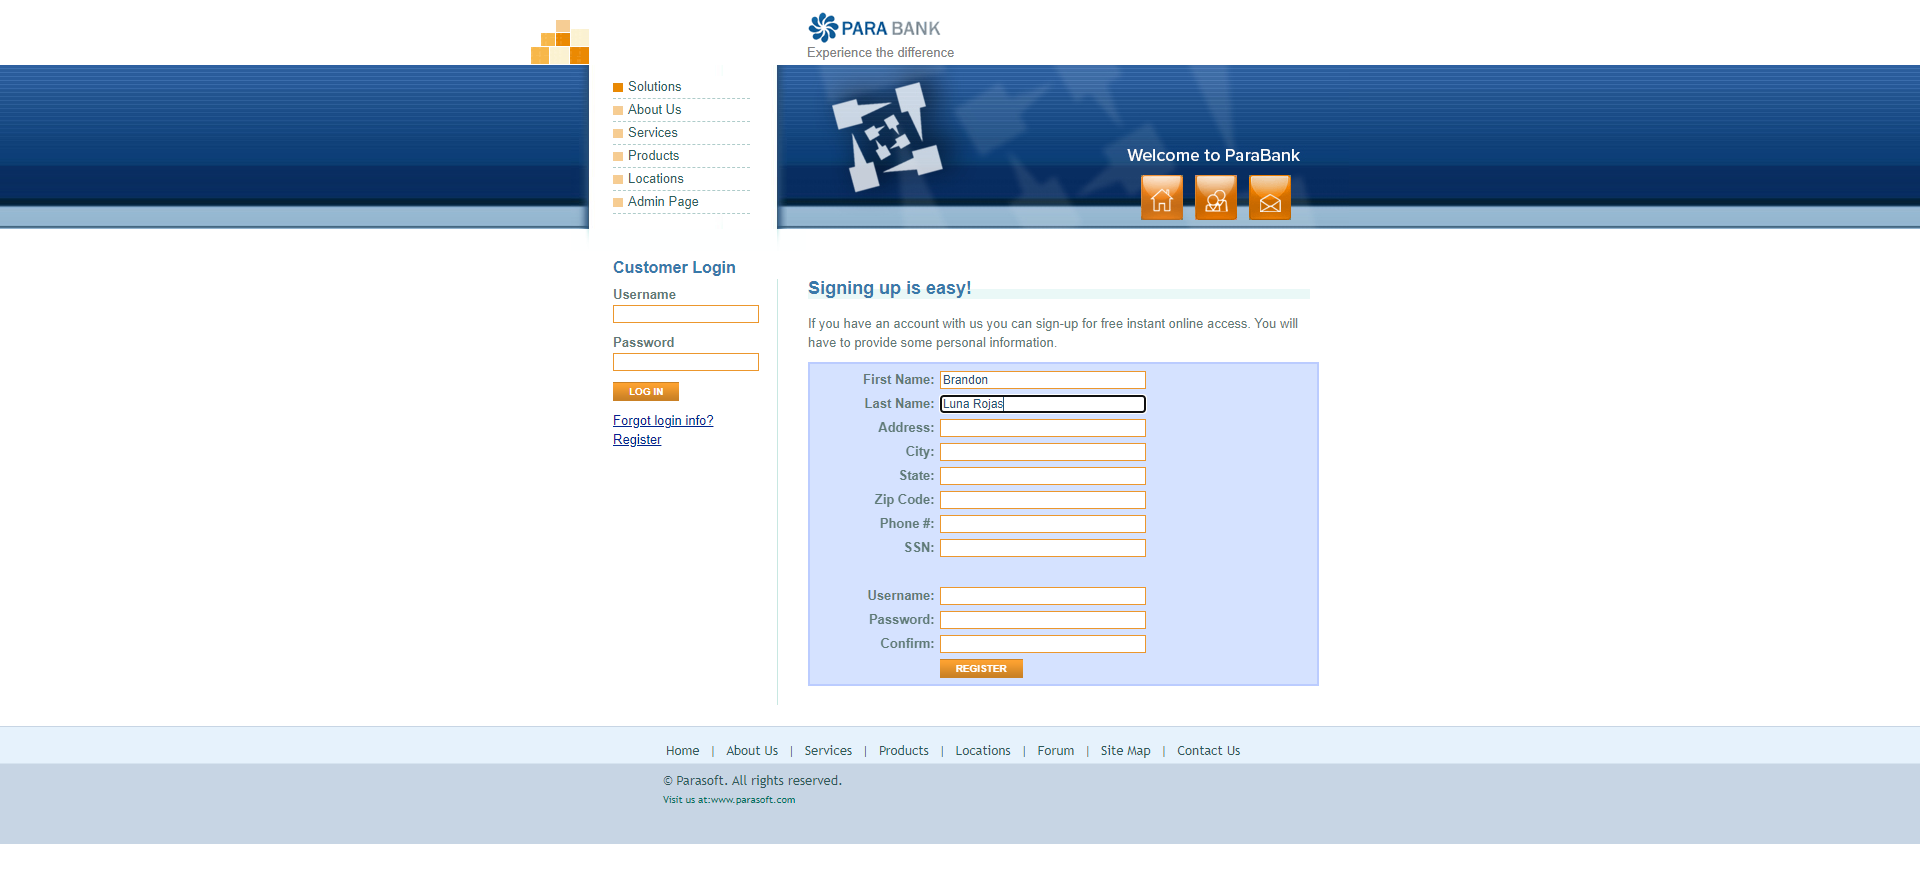 PARA BANK
Experience the difference
Solutions
About Us
Services
Products
Locations
Admin Page
Welcome to ParaBank
Customer Login
Username
Password
LOG IN
Forgot login info?
Register
Signing up is easy!
If you have an account with us you can sign-up for free instant online access. You will
have to provide some personal information.
First Name: Brandon
Last Name: Luna Rojas
Address:
City:
State:
Zip Code:
Phone #:
SSN:
Username:
Password:
Confirm:
REGISTER
Home | About Us | Services | Products | Locations | Forum | Site Map | Contact Us
© Parasoft. All rights reserved.
Visit us at:www.parasoft.com